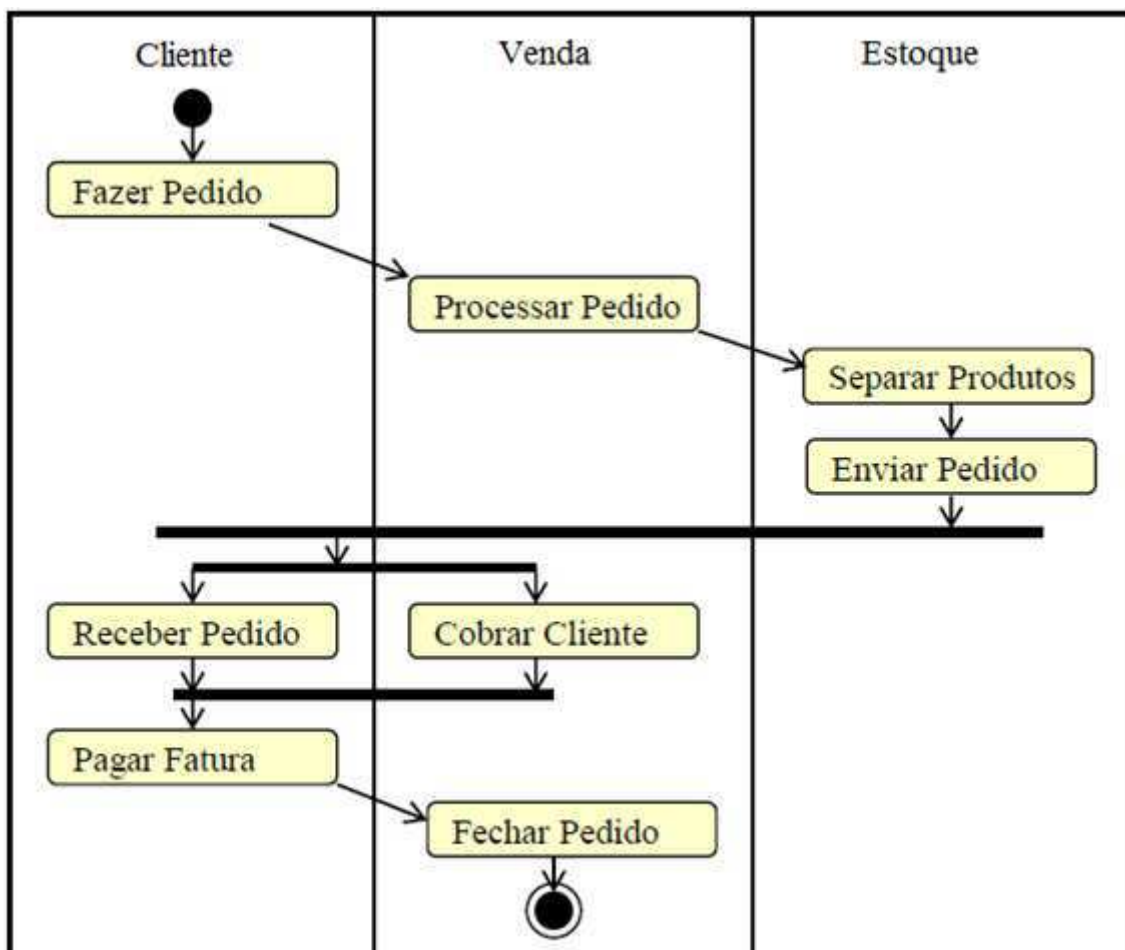 Cliente
Venda
Estoque
Fazer Pedido
Processar Pedido
Separar Produtos
Enviar Pedido
Receber Pedido
Cobrar Cliente
Pagar Fatura
Fechar Pedido